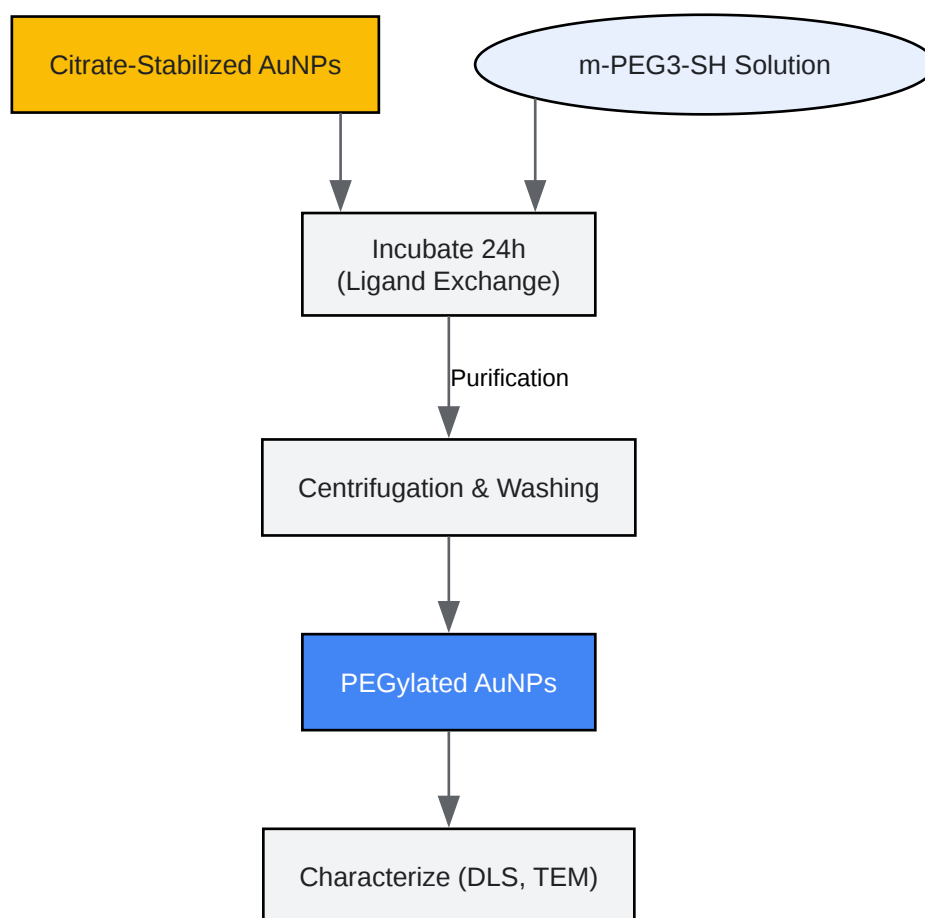 Citrate-Stabilized AuNPs
m-PEG3-SH Solution
Incubate 24h
(Ligand Exchange)
Purification
Centrifugation & Washing
PEGylated AuNPs
Characterize (DLS, TEM)